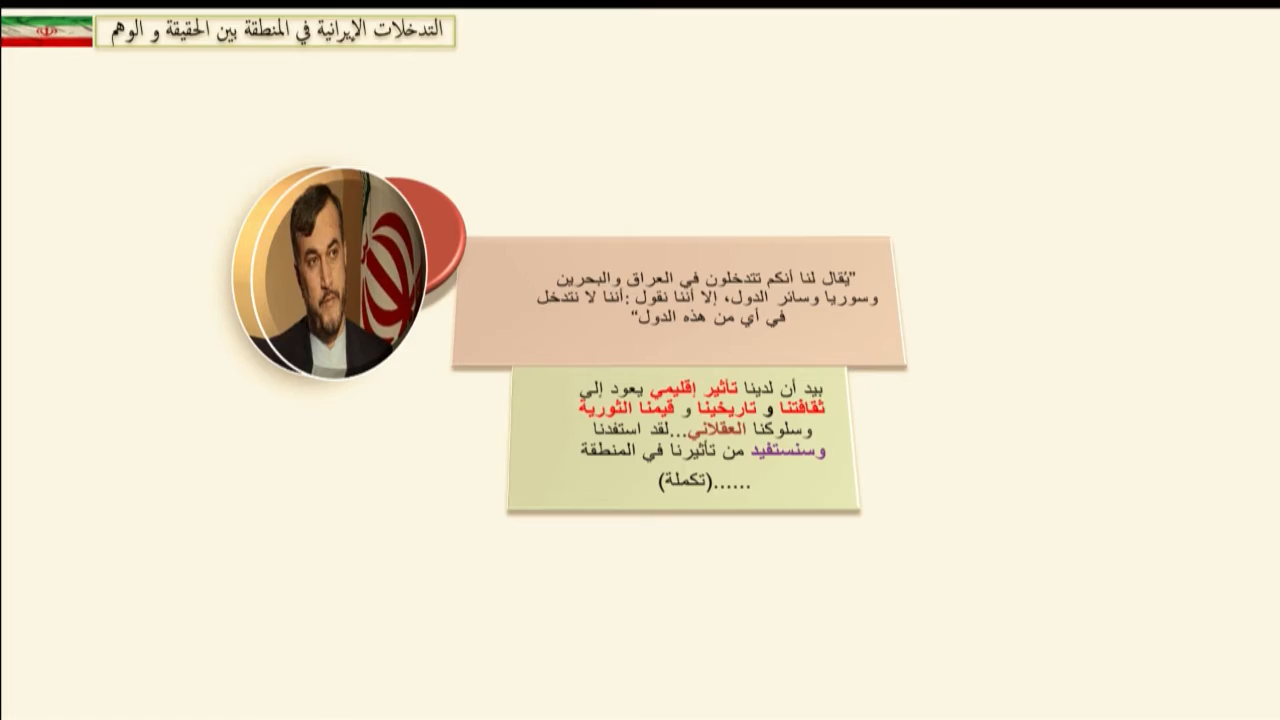 التدخلات الإيرانية في المنطقة بين الحقيقة و الوهم
"يُقال لنا أنكم تتدخلون في العراق والبحرين
وسوريا وسائر الدول، إلا أننا نقول :أننا لا نتدخل
في أي من هذه الدول"
بيد أن لدينا تأثير إقليمي يعود إلى
ثقافتنا و تاريخينا و قيمنا الثورية
وسلوكنا العقلاني...لقد استفدنا
وسنستفيد من تأثيرنا في المنطقة
......(تكملة)